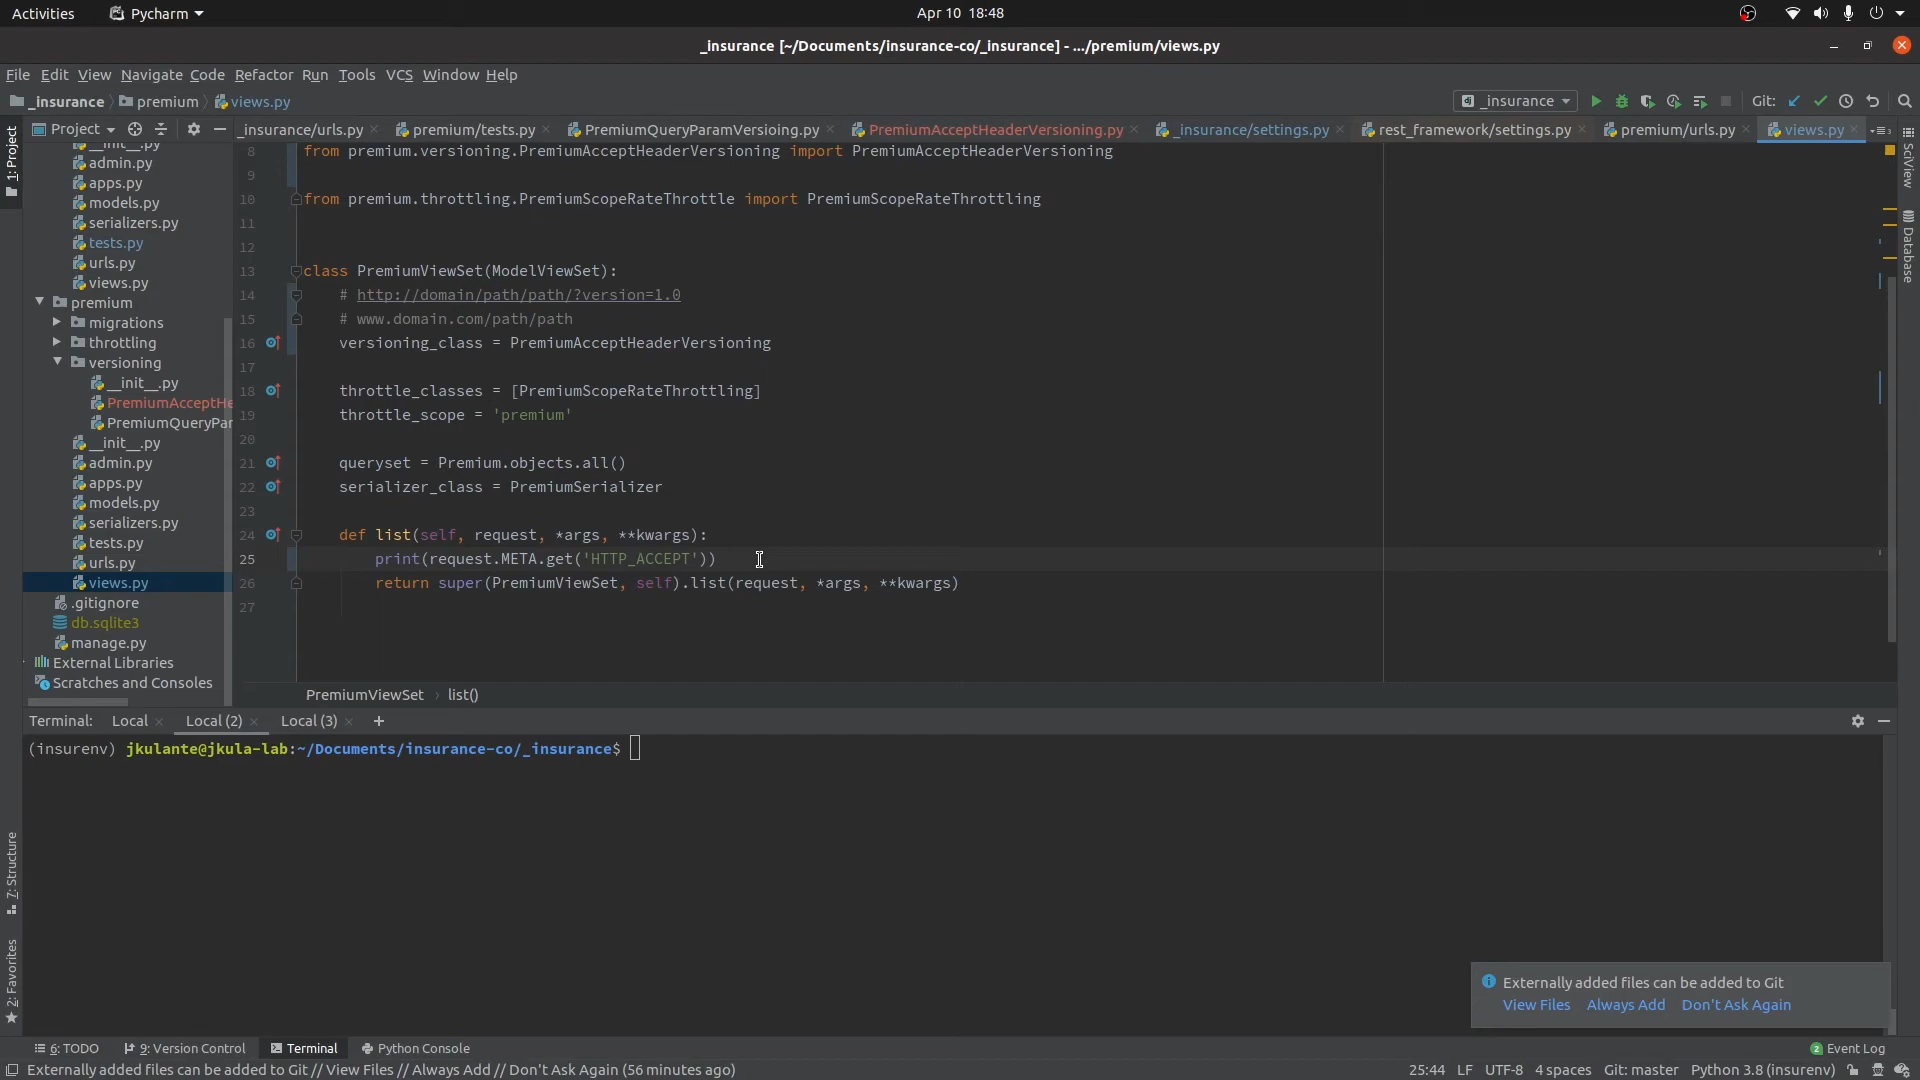 Activities Pycharm Apr 10 18:48
_insurance [~/Documents/insurance-co/_insurance] - .../premium/views.py
File Edit View Navigate Code Refactor Run Tools VCS Window Help
_insurance premium views.py _insurance Git:
1: Project
Project
_insurance/urls.py premium/tests.py PremiumQueryParamVersioing.py PremiumAcceptHeaderVersioning.py _insurance/settings.py rest_framework/settings.py premium/urls.py views.py
__init__.py
admin.py
apps.py
models.py
serializers.py
tests.py
urls.py
views.py
premium
migrations
throttling
versioning
__init__.py
PremiumAcceptHe
PremiumQueryPar
__init__.py
admin.py
apps.py
models.py
serializers.py
tests.py
urls.py
views.py
.gitignore
db.sqlite3
manage.py
External Libraries
Scratches and Consoles
8 from premium.versioning.PremiumAcceptHeaderVersioning import PremiumAcceptHeaderVersioning
9
10 from premium.throttling.PremiumScopeRateThrottle import PremiumScopeRateThrottling
11
12
13 class PremiumViewSet(ModelViewSet):
14 # http://domain/path/path/?version=1.0
15 # www.domain.com/path/path
16 versioning_class = PremiumAcceptHeaderVersioning
17
18 throttle_classes = [PremiumScopeRateThrottling]
19 throttle_scope = 'premium'
20
21 queryset = Premium.objects.all()
22 serializer_class = PremiumSerializer
23
24 def list(self, request, *args, **kwargs):
25 print(request.META.get('HTTP_ACCEPT'))
26 return super(PremiumViewSet, self).list(request, *args, **kwargs)
27
PremiumViewSet › list()
SciView
Database
Terminal: Local Local (2) Local (3) +
(insurenv) jkulante@jkula-lab:~/Documents/insurance-co/_insurance$
7: Structure
2: Favorites
Externally added files can be added to Git
View Files Always Add Don't Ask Again
6: TODO 9: Version Control Terminal Python Console 2 Event Log
Externally added files can be added to Git // View Files // Always Add // Don't Ask Again (56 minutes ago) 25:44 LF UTF-8 4 spaces Git: master Python 3.8 (insurenv)